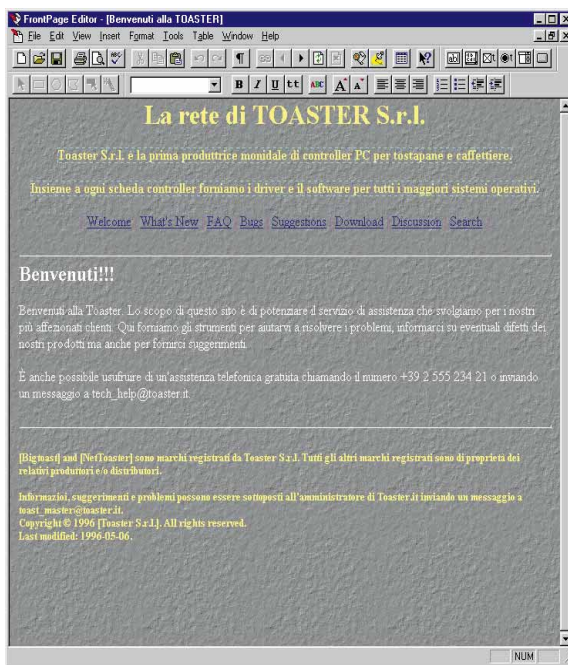 FrontPage Editor - [Benvenuti alla TOASTER]
File Edit View Insert Format Tools Table Window Help
B I U tt ABC A A
La rete di TOASTER S.r.l.
Toaster S.r.l. è la prima produttrice monidale di controller PC per tostapane e caffettiere.
Insieme a ogni scheda controller forniamo i driver e il software per tutti i maggiori sistemi operativi.
Welcome What's New FAQ Bugs Suggestions Download Discussion Search
Benvenuti!!!
Benvenuti alla Toaster. Lo scopo di questo sito è di potenziare il servizio di assistenza che svolgiamo per i nostri
più affezionati clienti. Qui forniamo gli strumenti per aiutarvi a risolvere i problemi, informarci su eventuali difetti dei
nostri prodotti ma anche per fornirci suggerimenti.
È anche possibile usufruire di un'assistenza telefonica gratuita chiamando il numero +39 2 555 234 21 o inviando
un messaggio a tech_help@toaster.it
[Bigtoast] and [NetToaster] sono marchi registrati da Toaster S.r.l. Tutti gli altri marchi registrati sono di proprietà dei
relativi produttori e/o distributori.
Informazioi, suggerimenti e problemi possono essere sottoposti all'amministratore di Toaster.it inviando un messaggio a
toast_master@toaster.it.
Copyright © 1996 [Toaster S.r.l.]. All rights reserved.
Last modified: 1996-05-06.
NUM